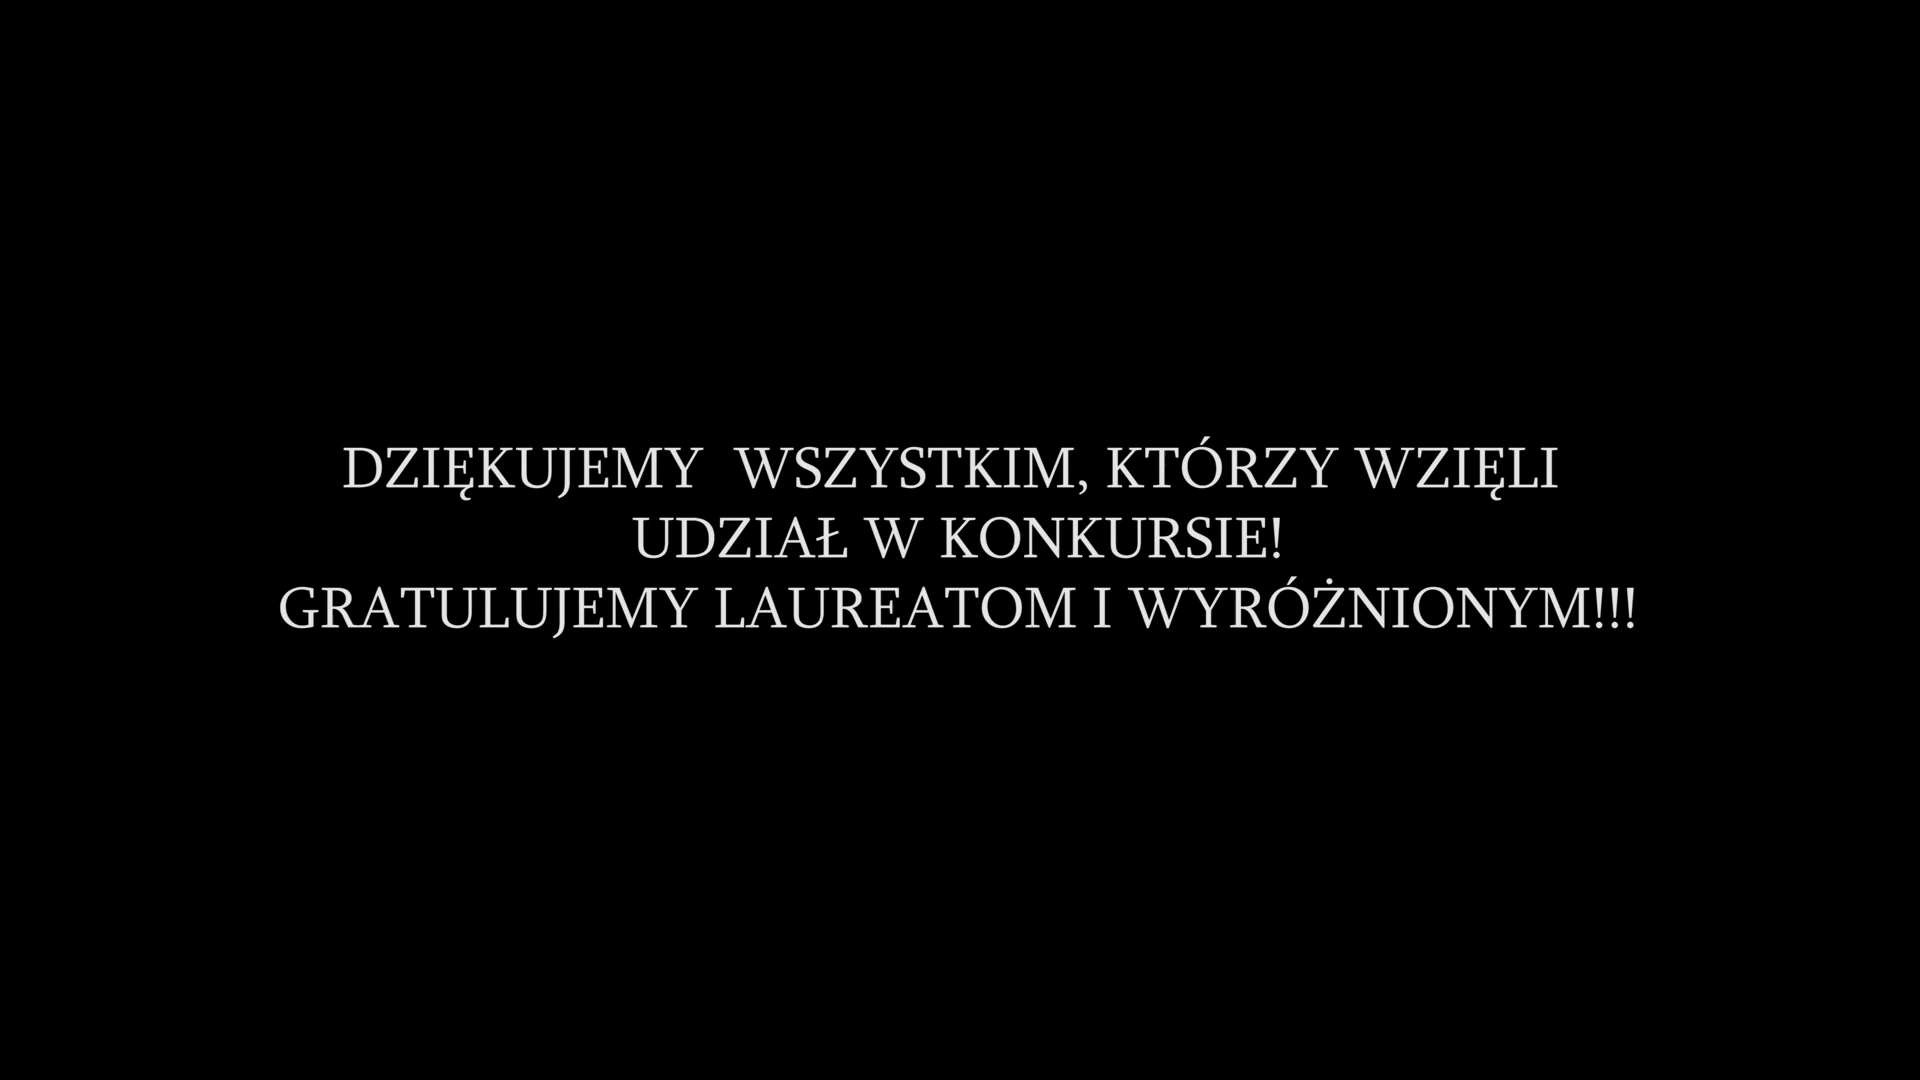 DZIĘKUJEMY  WSZYSTKIM, KTÓRZY WZIĘLI
UDZIAŁ W KONKURSIE!
GRATULUJEMY LAUREATOM I WYRÓŻNIONYM!!!